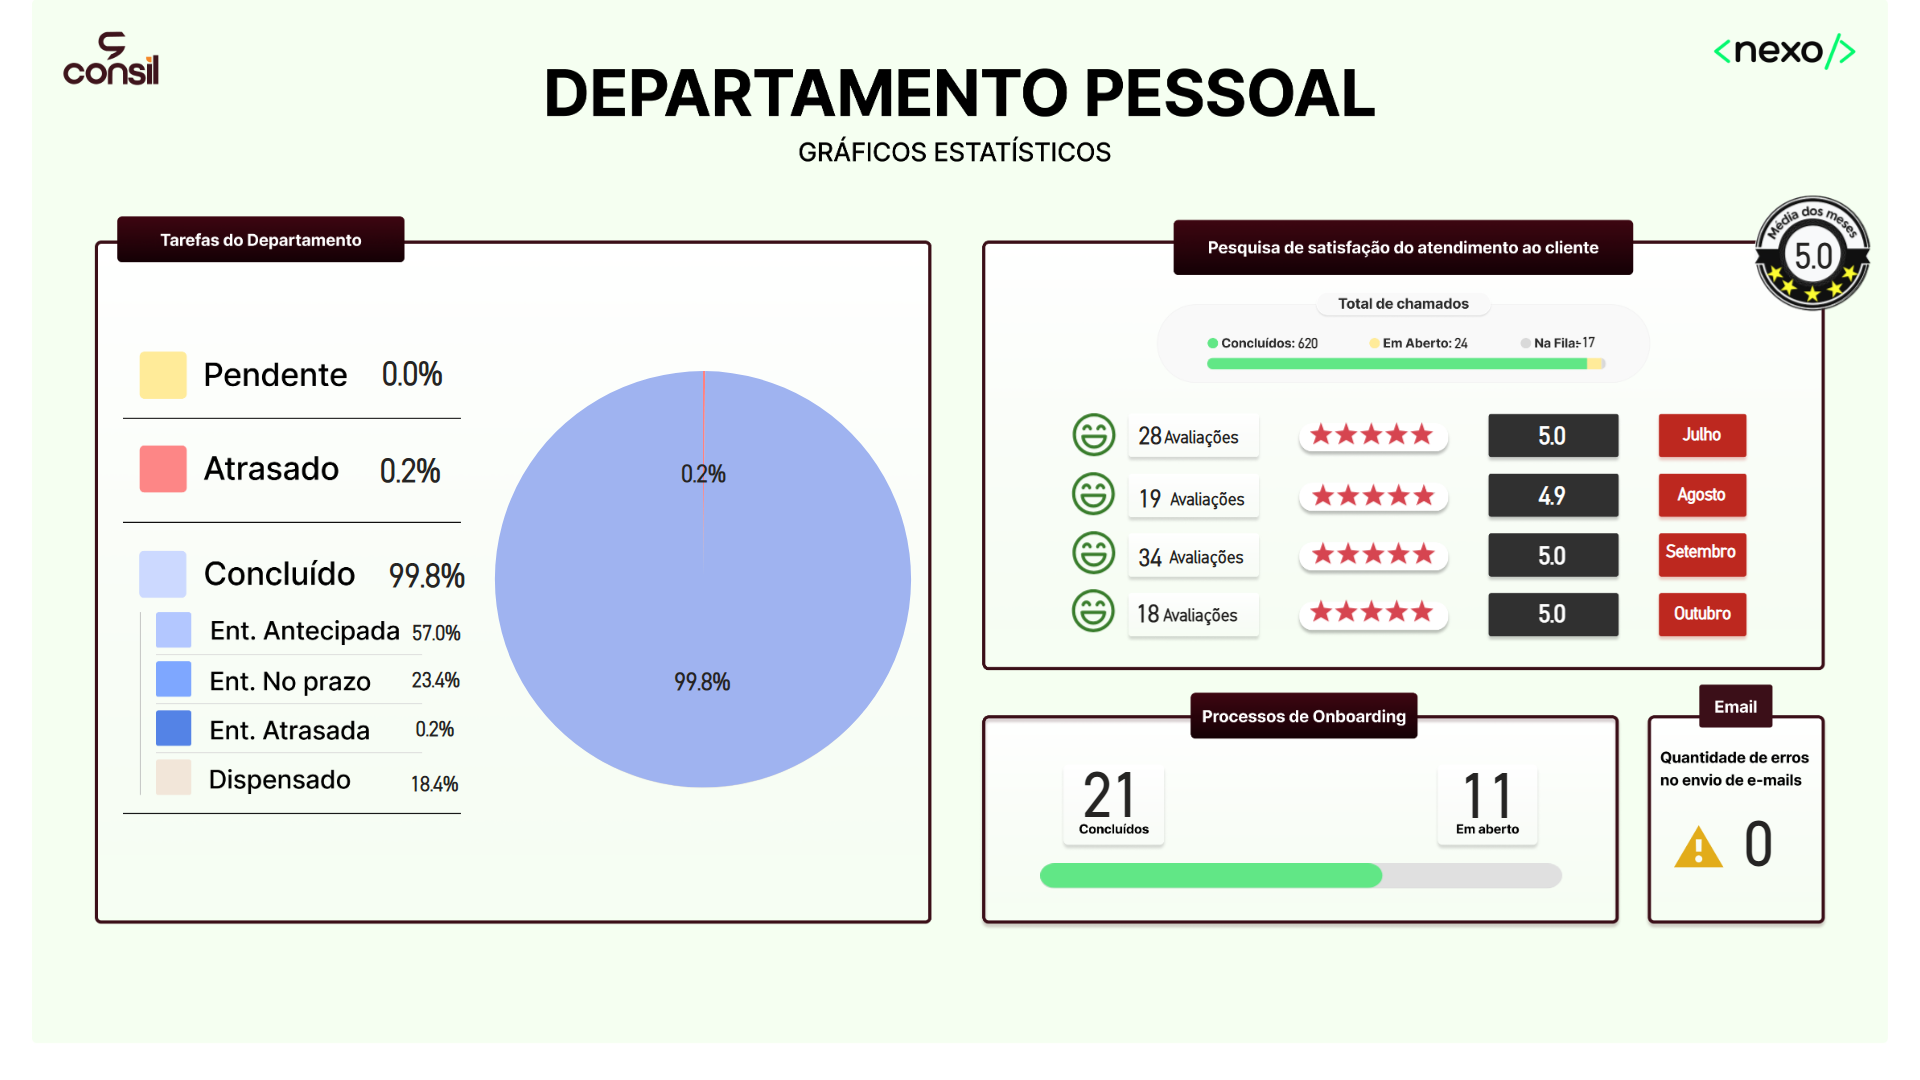 consil
<nexo/>
DEPARTAMENTO PESSOAL
GRÁFICOS ESTATÍSTICOS
Tarefas do Departamento
Pendente 0.0%
Atrasado 0.2%
Concluído 99.8%
Ent. Antecipada 57.0%
Ent. No prazo 23.4%
Ent. Atrasada 0.2%
Dispensado 18.4%
0.2%
99.8%
Pesquisa de satisfação do atendimento ao cliente
Média dos meses
5.0
Total de chamados
Concluídos: 620 Em Aberto: 24 Na Fila: 17
28 Avaliações 5.0 Julho
19 Avaliações 4.9 Agosto
34 Avaliações 5.0 Setembro
18 Avaliações 5.0 Outubro
Processos de Onboarding
21 11
Concluídos Em aberto
Email
Quantidade de erros
no envio de e-mails
0